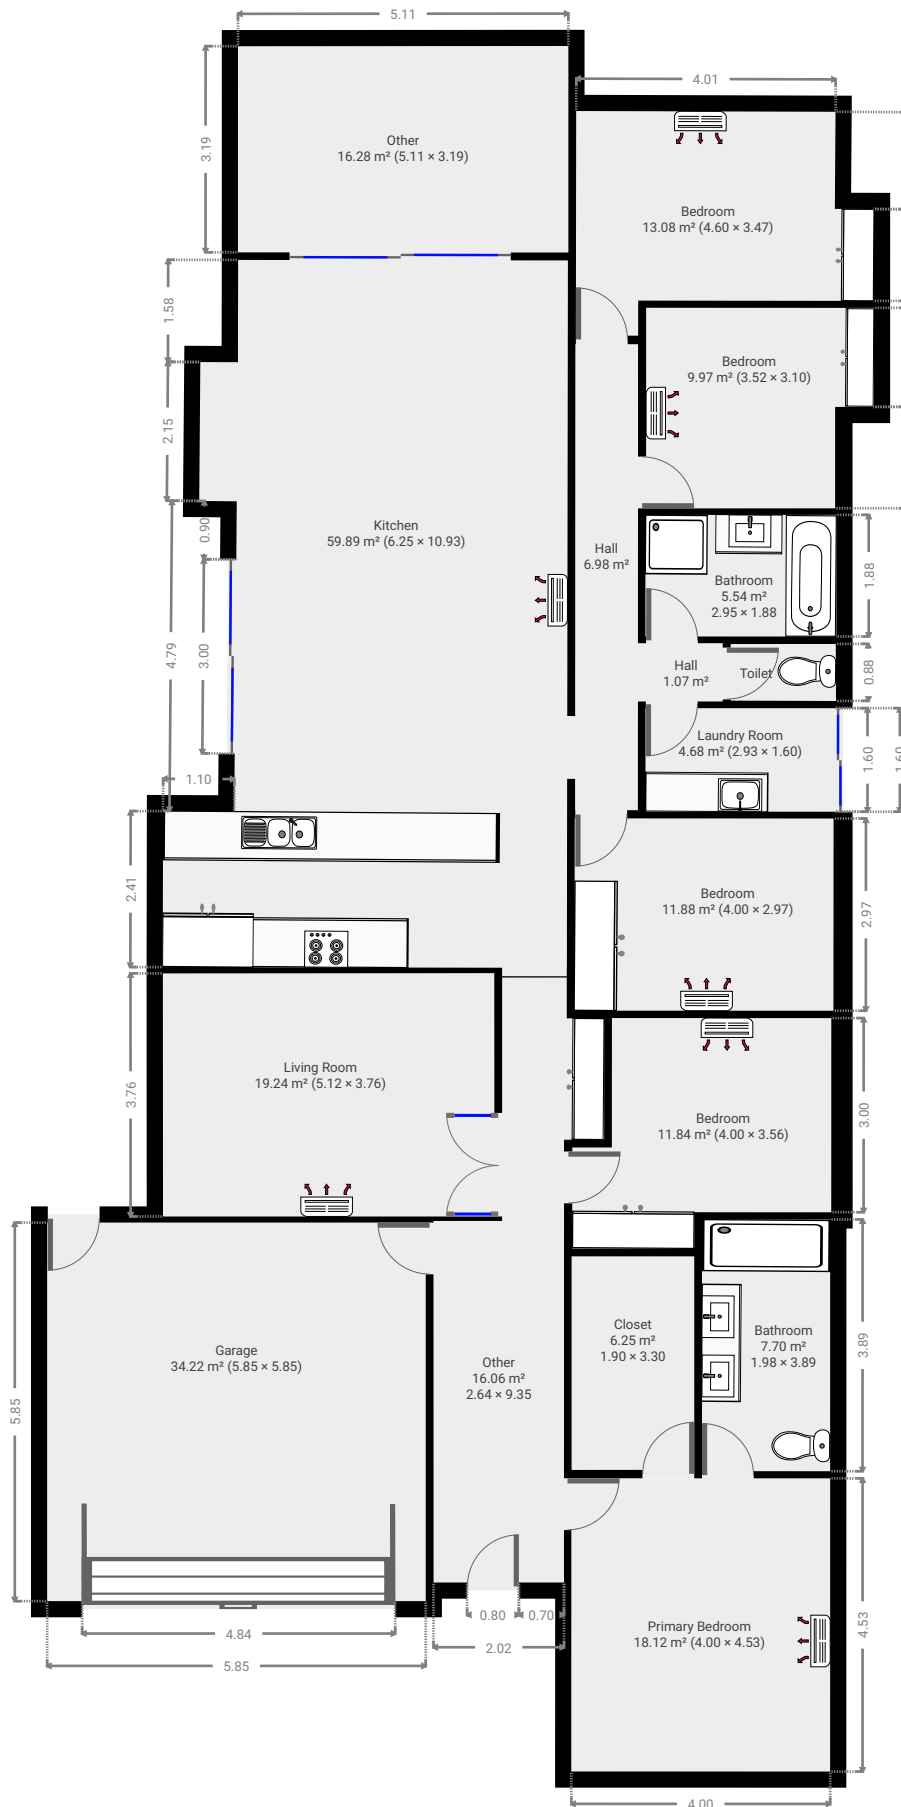 5.11
4.01
3.19
Other
16.28 m² (5.11 × 3.19)
Bedroom
13.08 m² (4.60 × 3.47)
1.58
Bedroom
9.97 m² (3.52 × 3.10)
2.15
0.90
Kitchen
59.89 m² (6.25 × 10.93)
Hall
6.98 m²
Bathroom
5.54 m²
2.95 × 1.88
1.88
4.79
3.00
Hall
1.07 m²
Toilet
0.88
Laundry Room
4.68 m² (2.93 × 1.60)
1.60
1.60
1.10
2.41
Bedroom
11.88 m² (4.00 × 2.97)
2.97
Living Room
19.24 m² (5.12 × 3.76)
3.76
Bedroom
11.84 m² (4.00 × 3.56)
3.00
Garage
34.22 m² (5.85 × 5.85)
5.85
Other
16.06 m²
2.64 × 9.35
Closet
6.25 m²
1.90 × 3.30
Bathroom
7.70 m²
1.98 × 3.89
3.89
0.80
0.70
4.84
2.02
5.85
Primary Bedroom
18.12 m² (4.00 × 4.53)
4.53
4.00